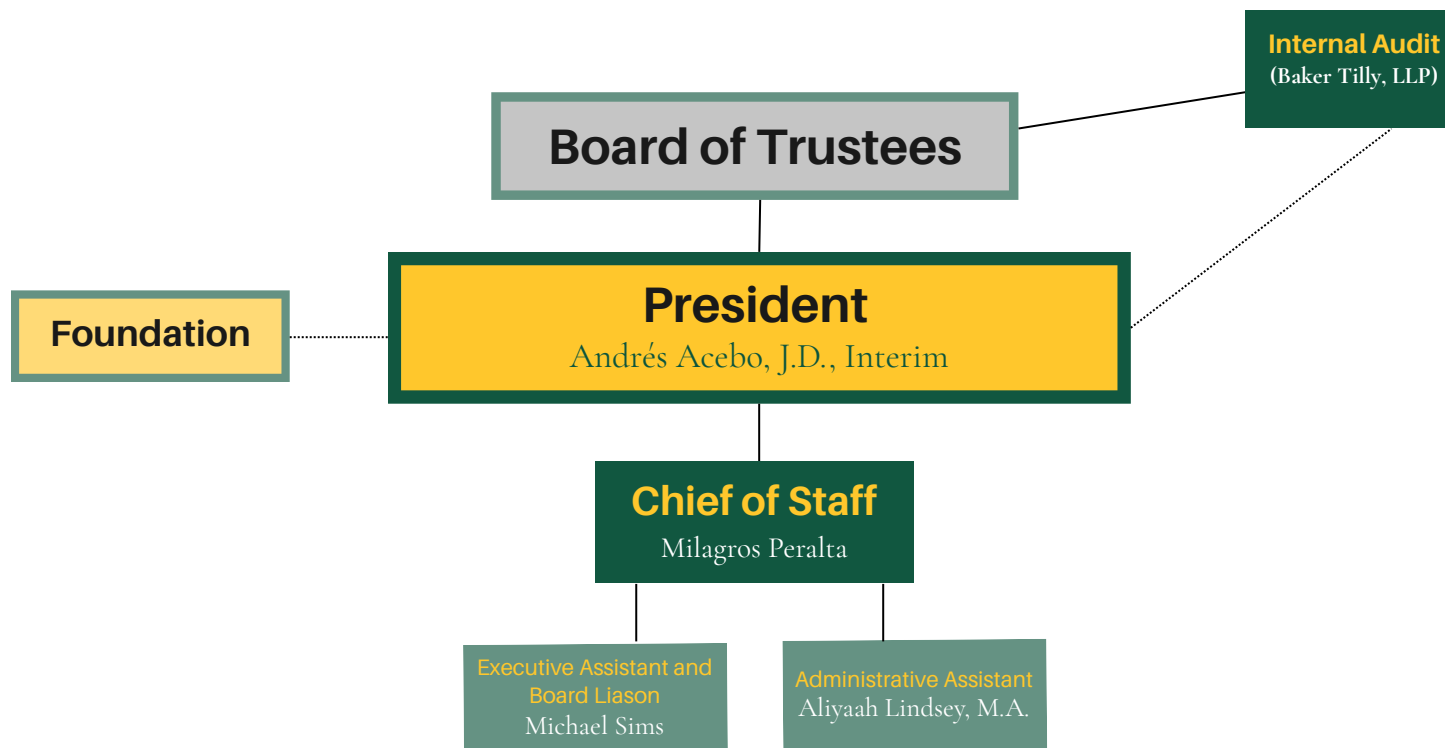 Internal Audit
(Baker Tilly, LLP)
Board of Trustees
President
Andrés Acebo, J.D., Interim
Foundation
Chief of Staff
Milagros Peralta
Executive Assistant and
Board Liason
Michael Sims
Administrative Assistant
Aliyaah Lindsey, M.A.